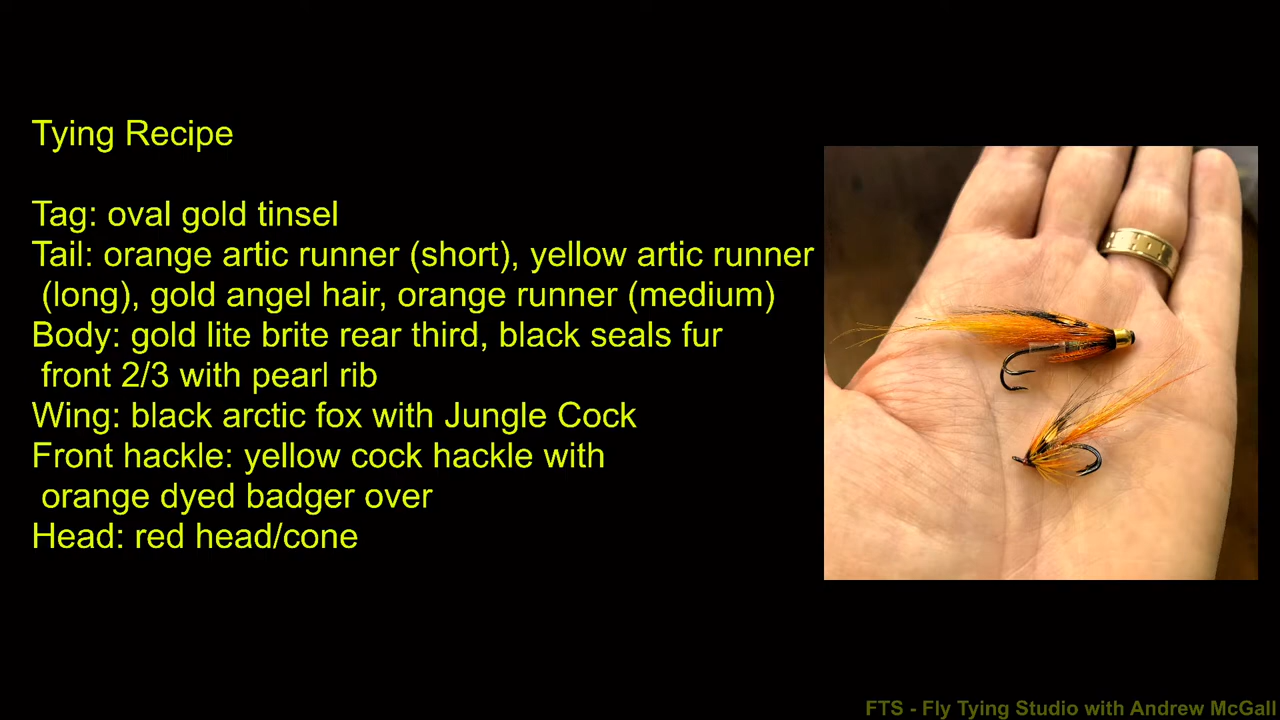 Tying Recipe
Tag: oval gold tinsel
Tail: orange artic runner (short), yellow artic runner
(long), gold angel hair, orange runner (medium)
Body: gold lite brite rear third, black seals fur
front 2/3 with pearl rib
Wing: black arctic fox with Jungle Cock
Front hackle: yellow cock hackle with
orange dyed badger over
Head: red head/cone
FTS - Fly Tying Studio with Andrew McGall